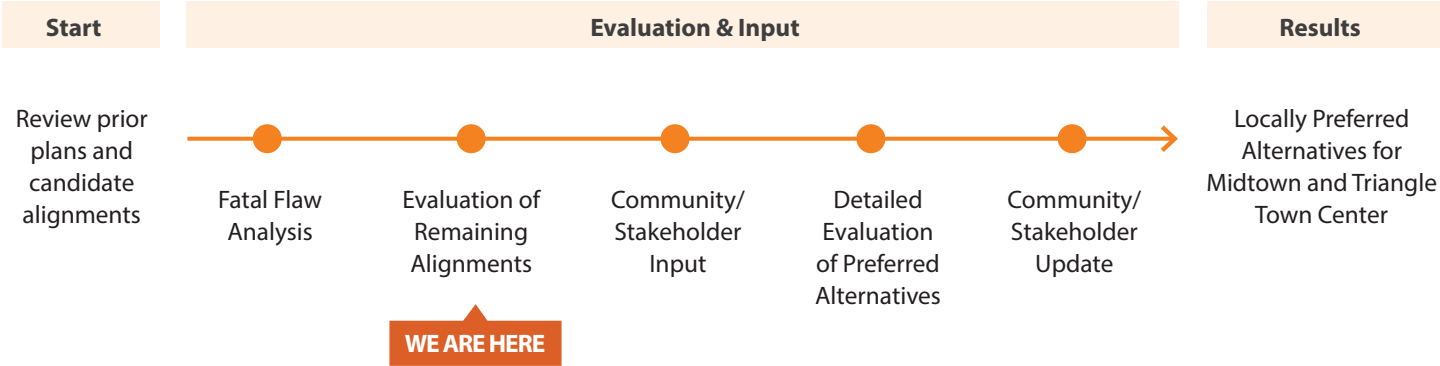 Start
Evaluation & Input
Results
Review prior
plans and
candidate
alignments
Fatal Flaw
Analysis
Evaluation of
Remaining
Alignments
WE ARE HERE
Community/
Stakeholder
Input
Detailed
Evaluation
of Preferred
Alternatives
Community/
Stakeholder
Update
Locally Preferred
Alternatives for
Midtown and Triangle
Town Center